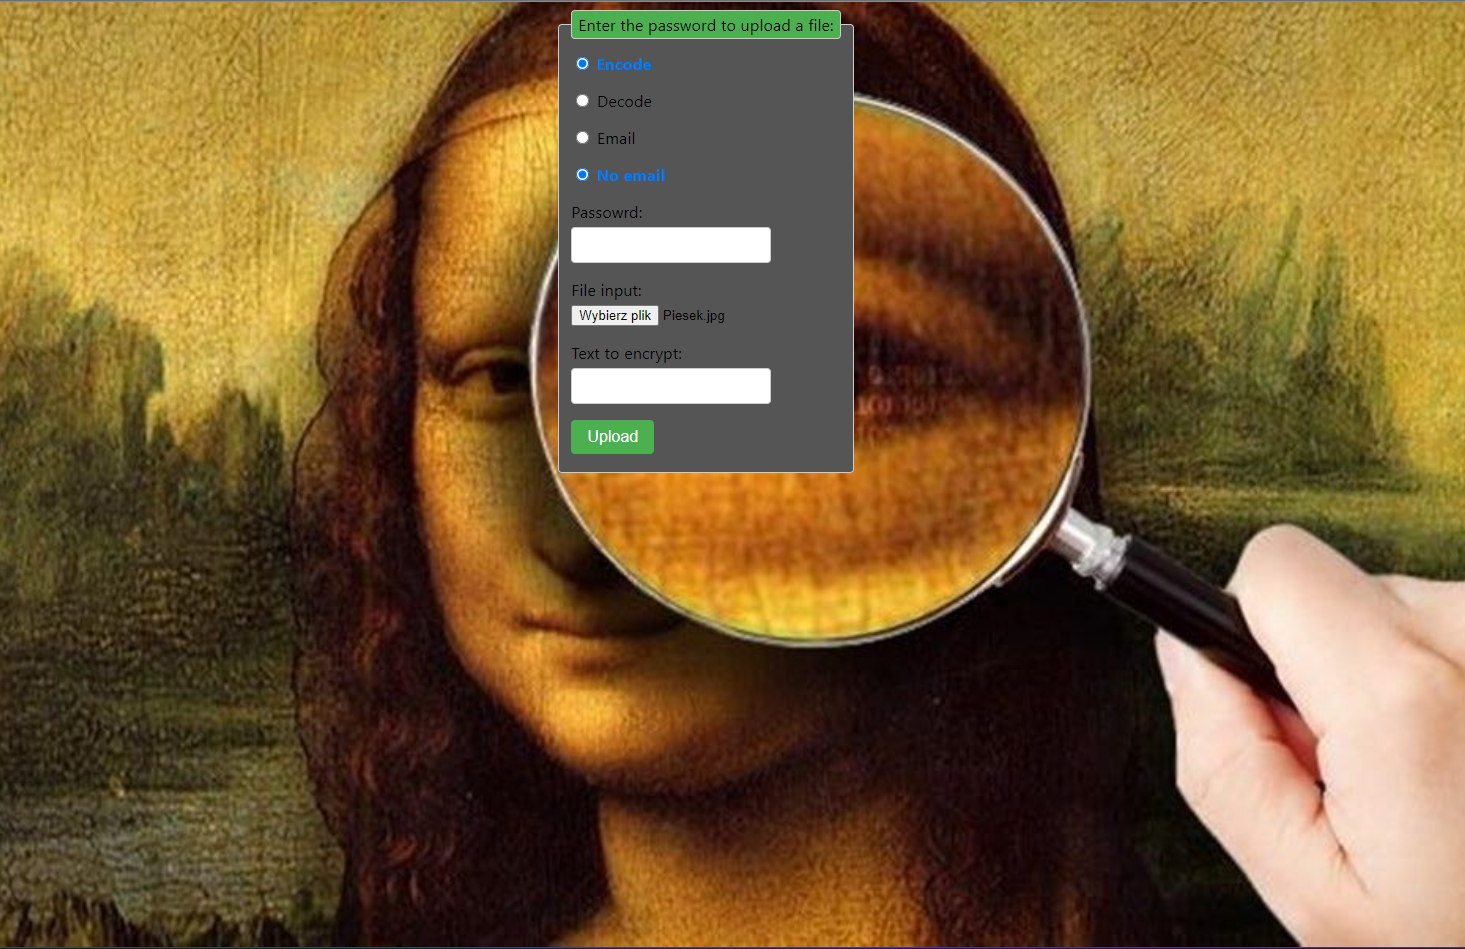 Enter the password to upload a file:
Encode
Decode
Email
No email
Passowrd:
File input:
Wybierz plik Piesek.jpg
Text to encrypt:
Upload